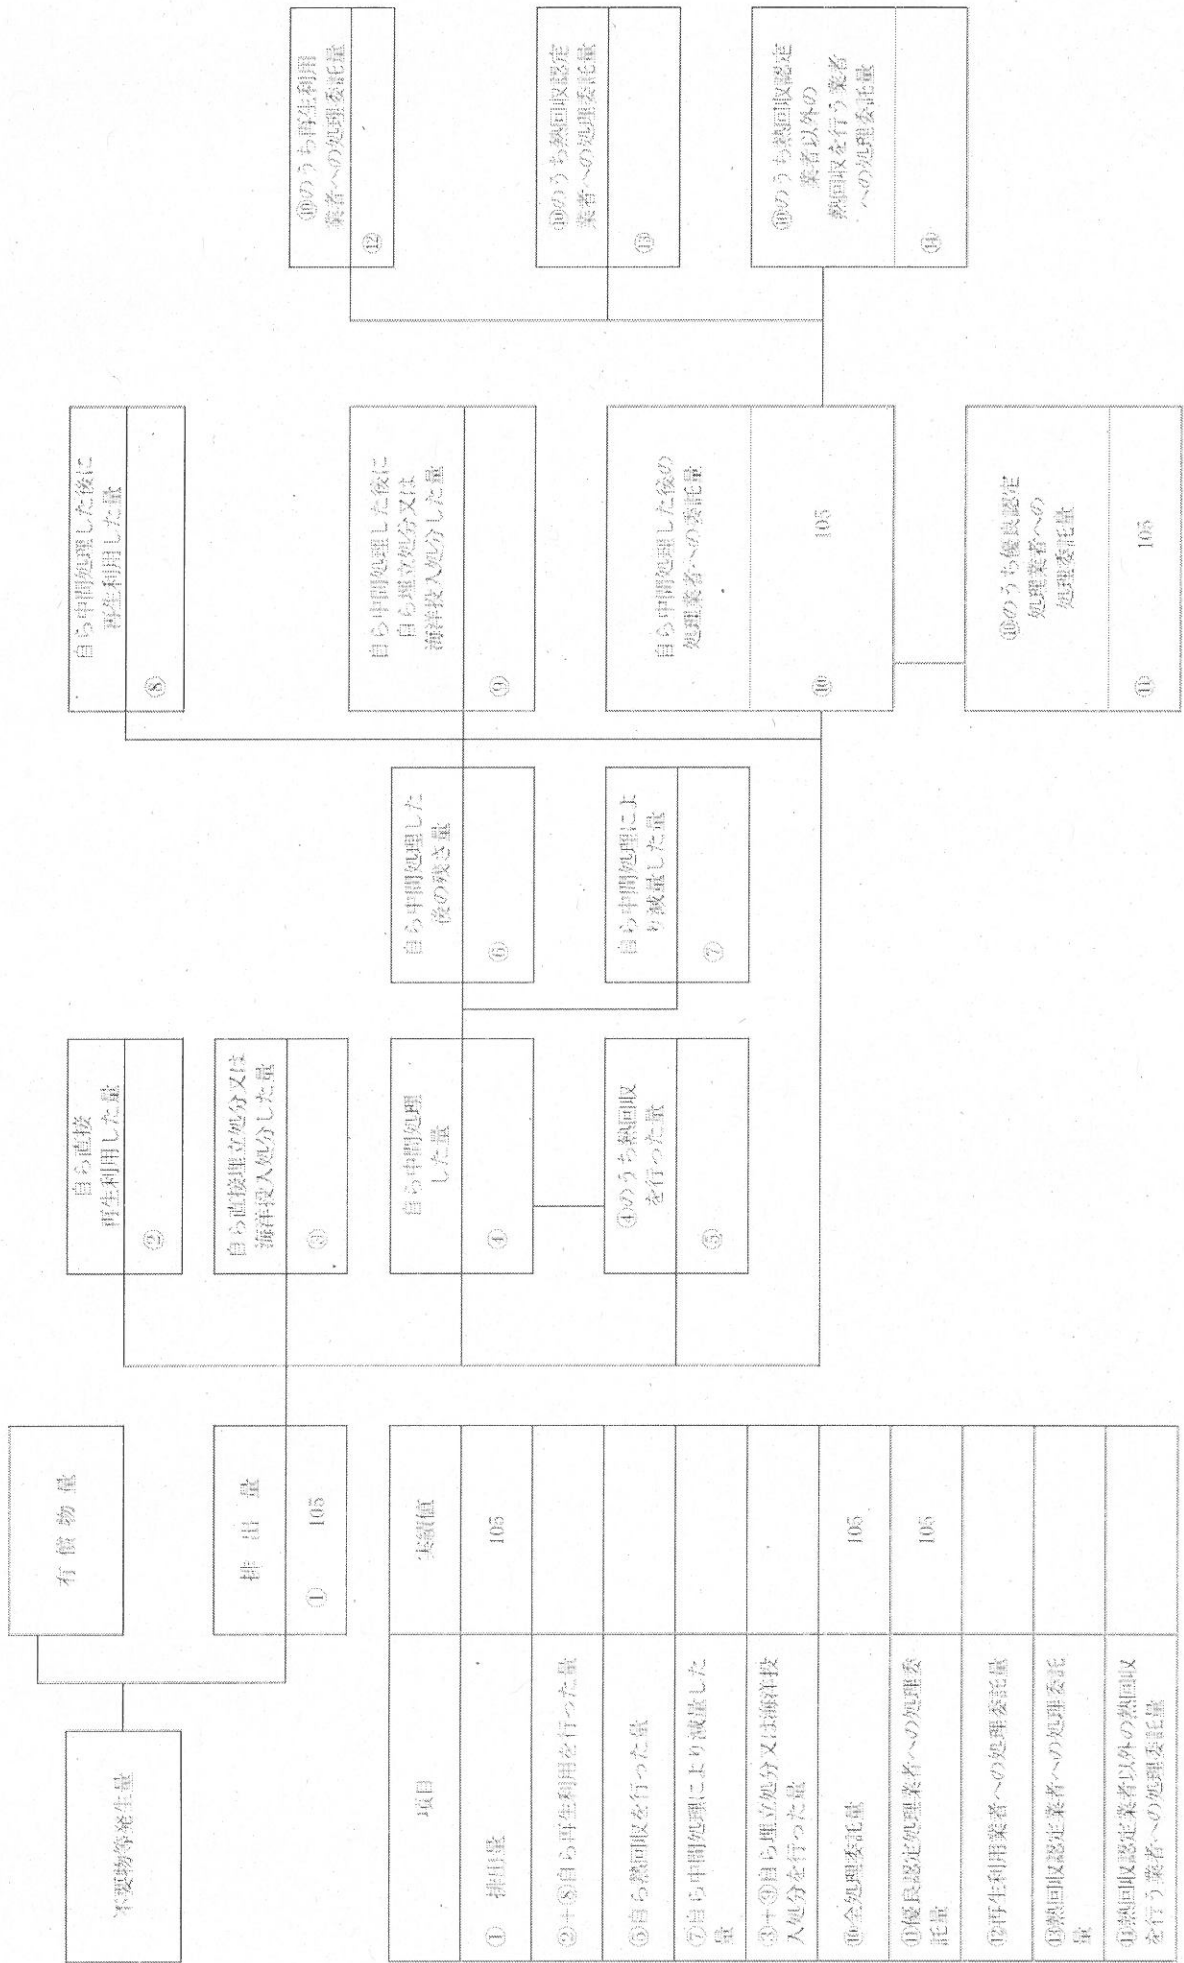 不要物等発生量
有 償 物 量
排 出 量
① 105
自ら直接
再生利用した量
②
自ら直接埋立処分又は
海洋投入処分した量
③
自ら中間処理
した量
④
④のうち熱回収
を行った量
⑤
自ら中間処理した
後の残さ量
⑥
自ら中間処理によ
り減量した量
⑦
自ら中間処理した後に
再生利用した量
⑧
自ら中間処理した後に
自ら埋立処分又は
海洋投入処分した量
⑨
自ら中間処理した後の
処理業者への委託量
⑩ 105
⑩のうち優良認定
処理業者への
処理委託量
⑪ 105
⑩のうち再生利用
業者への処理委託量
⑫
⑩のうち熱回収認定
業者への処理委託量
⑬
⑩のうち熱回収認定
業者以外の
熱回収を行う業者
への処理委託量
⑭
項目 実績値
① 排出量 105
②+⑧自ら再生利用を行った量
⑤自ら熱回収を行った量
⑦自ら中間処理により減量した
量
③+⑨自ら埋立処分又は海洋投
入処分を行った量
⑩全処理委託量 105
⑪優良認定処理業者への処理委
託量 105
⑫再生利用業者への処理委託量
⑬熱回収認定業者への処理委託
量
⑭熱回収認定業者以外の熱回収
を行う業者への処理委託量